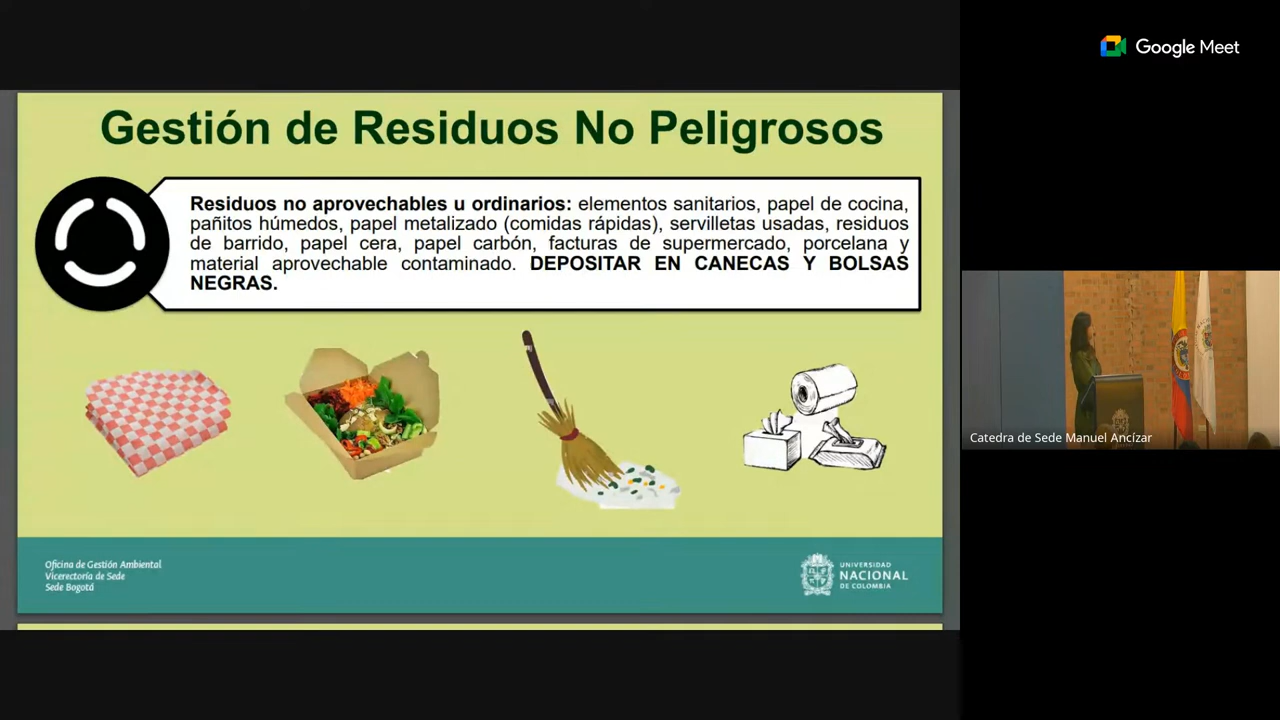 Google Meet
Gestión de Residuos No Peligrosos
Residuos no aprovechables u ordinarios: elementos sanitarios, papel de cocina,
pañitos húmedos, papel metalizado (comidas rápidas), servilletas usadas, residuos
de barrido, papel cera, papel carbón, facturas de supermercado, porcelana y
material aprovechable contaminado. DEPOSITAR EN CANECAS Y BOLSAS
NEGRAS.
Oficina de Gestión Ambiental
Vicerectoría de Sede
Sede Bogotá
UNIVERSIDAD
NACIONAL
DE COLOMBIA
Catedra de Sede Manuel Ancízar